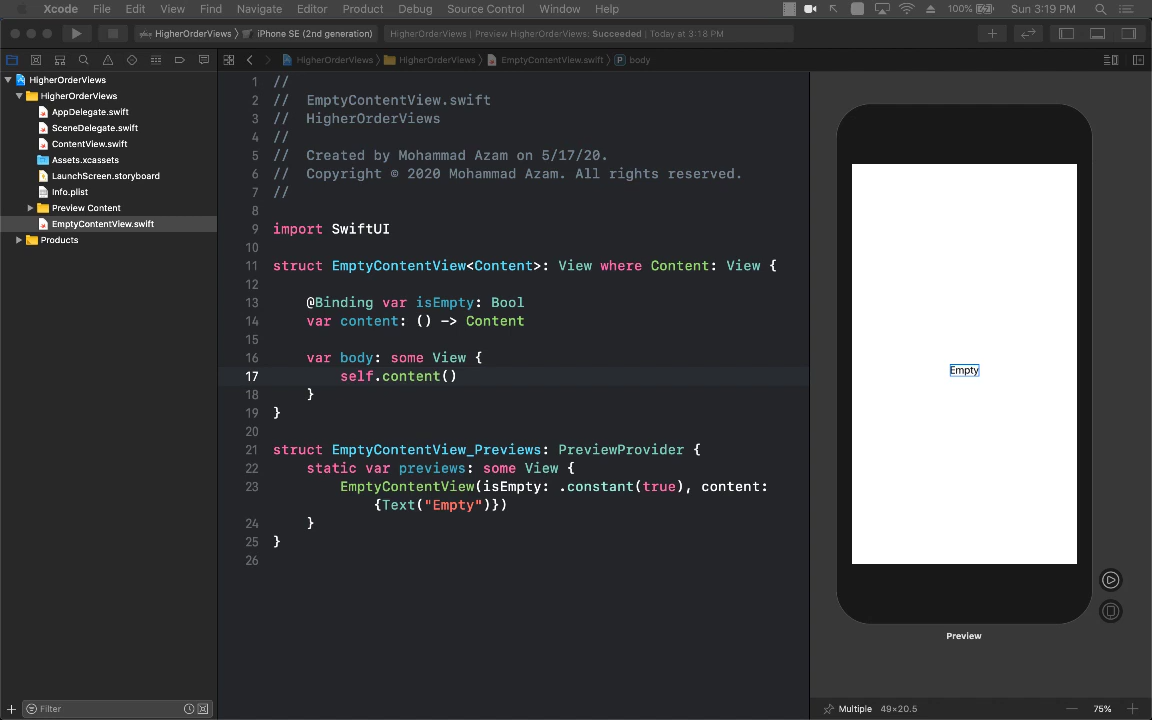 Xcode File Edit View Find Navigate Editor Product Debug Source Control Window Help 100% Sun 3:19 PM
HigherOrderViews iPhone SE (2nd generation) HigherOrderViews | Preview HigherOrderViews: Succeeded | Today at 3:18 PM
HigherOrderViews HigherOrderViews EmptyContentView.swift P body
HigherOrderViews
HigherOrderViews
AppDelegate.swift
SceneDelegate.swift
ContentView.swift
Assets.xcassets
LaunchScreen.storyboard
Info.plist
Preview Content
EmptyContentView.swift
Products
1 //
2 // EmptyContentView.swift
3 // HigherOrderViews
4 //
5 // Created by Mohammad Azam on 5/17/20.
6 // Copyright © 2020 Mohammad Azam. All rights reserved.
7 //
8
9 import SwiftUI
10
11 struct EmptyContentView<Content>: View where Content: View {
12
13 @Binding var isEmpty: Bool
14 var content: () -> Content
15
16 var body: some View {
17 self.content()
18 }
19 }
20
21 struct EmptyContentView_Previews: PreviewProvider {
22 static var previews: some View {
23 EmptyContentView(isEmpty: .constant(true), content:
{Text("Empty")})
24 }
25 }
26
Empty
Preview
Filter
Multiple 49×20.5 75%